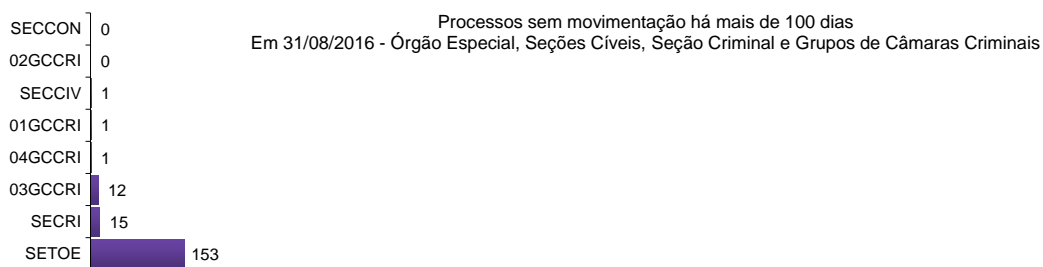 Processos sem movimentação há mais de 100 dias
Em 31/08/2016 - Órgão Especial, Seções Cíveis, Seção Criminal e Grupos de Câmaras Criminais
SECCON 0
02GCCRI 0
SECCIV 1
01GCCRI 1
04GCCRI 1
03GCCRI 12
SECRI 15
SETOE 153